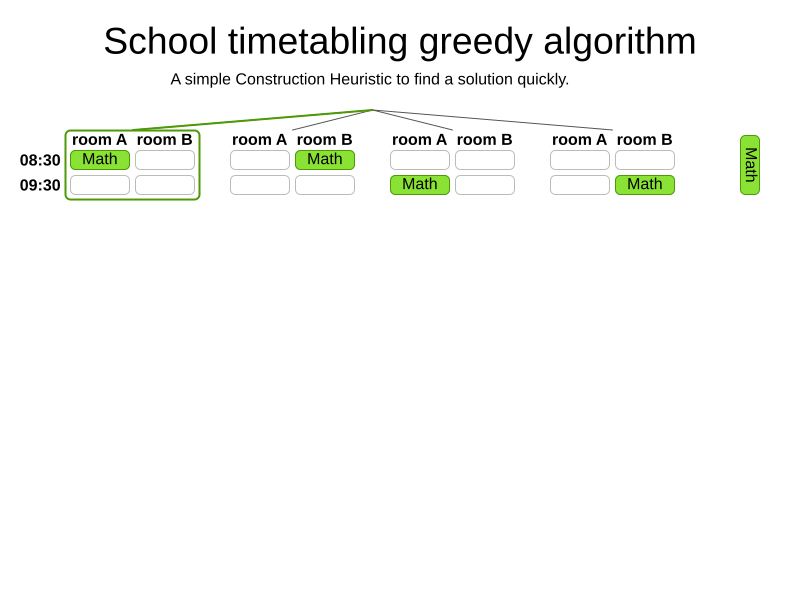 School timetabling greedy algorithm
A simple Construction Heuristic to find a solution quickly.
room A room B room A room B room A room B room A room B
08:30 Math Math
09:30 Math Math
Math